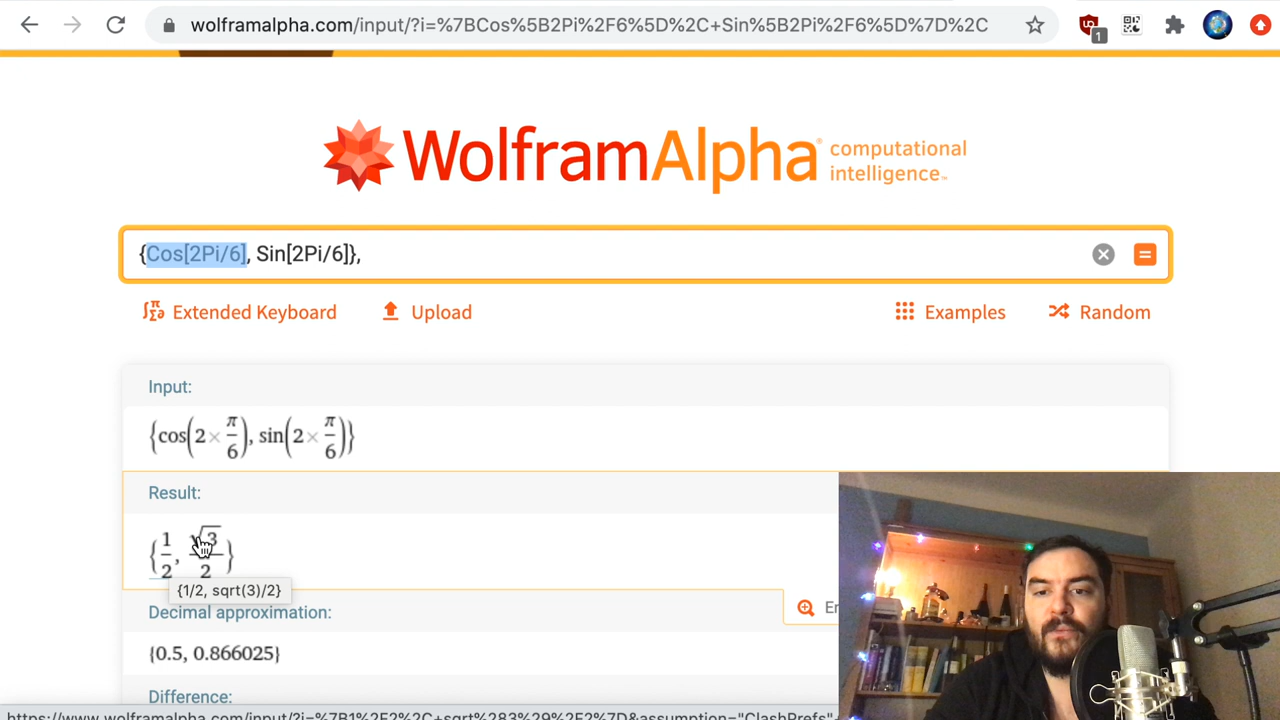 wolframalpha.com/input/?i=%7BCos%5B2Pi%2F6%5D%2C+Sin%5B2Pi%2F6%5D%7D%2C
1
WolframAlpha computational intelligence™
{Cos[2Pi/6], Sin[2Pi/6]},
Extended Keyboard Upload Examples Random
Input:
{cos(2 × π/6), sin(2 × π/6)}
Result:
{1/2, √3/2}
{1/2, sqrt(3)/2}
Decimal approximation:
{0.5, 0.866025}
Difference: